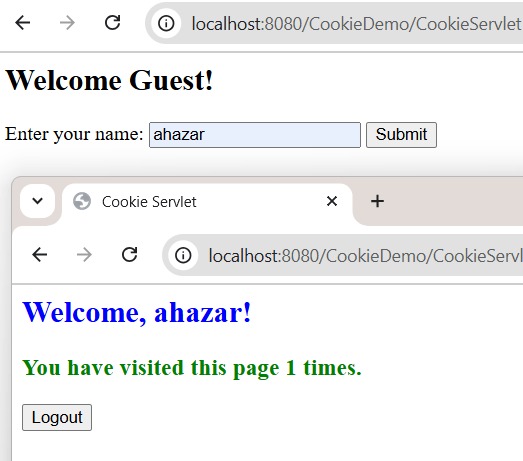 localhost:8080/CookieDemo/CookieServlet
Welcome Guest!
Enter your name: ahazar Submit
Cookie Servlet
localhost:8080/CookieDemo/CookieServl
Welcome, ahazar!
You have visited this page 1 times.
Logout